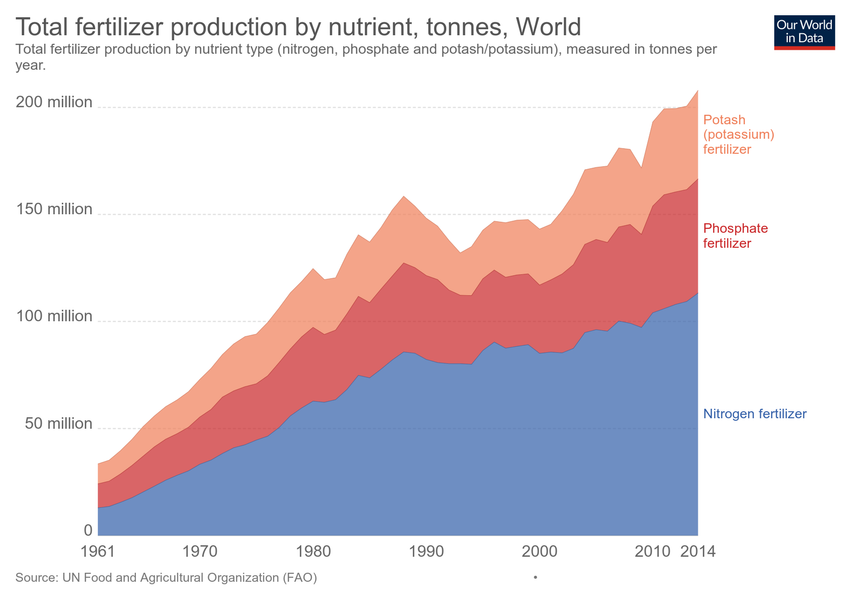 Total fertilizer production by nutrient, tonnes, World
Total fertilizer production by nutrient type (nitrogen, phosphate and potash/potassium), measured in tonnes per
year.
Our World
in Data
200 million
150 million
100 million
50 million
0
Potash
(potassium)
fertilizer
Phosphate
fertilizer
Nitrogen fertilizer
1961
1970
1980
1990
2000
2010
2014
Source: UN Food and Agricultural Organization (FAO)